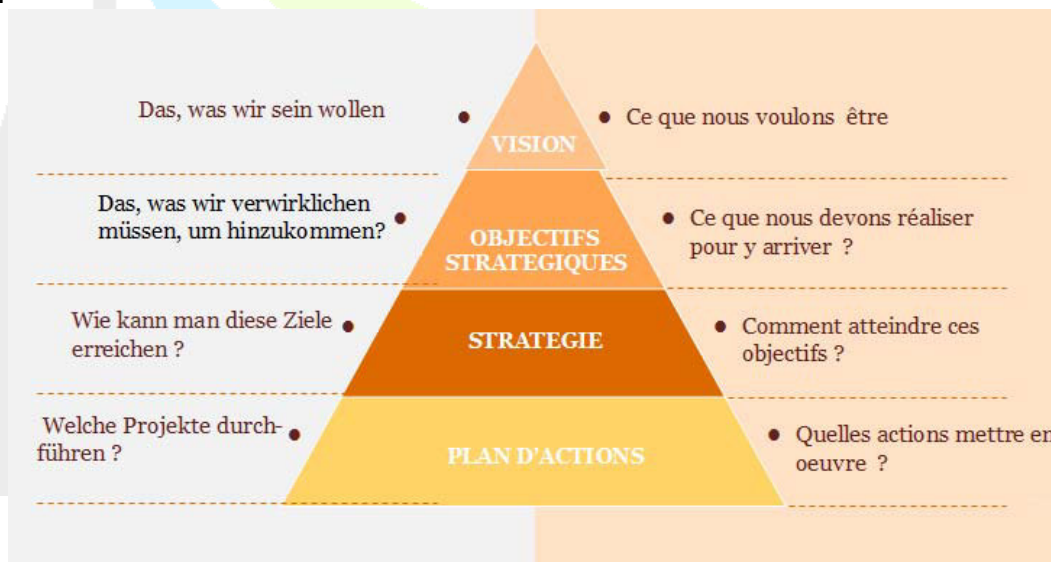 Das, was wir sein wollen
VISION
Ce que nous voulons être
Das, was wir verwirklichen
müssen, um hinzukommen?
OBJECTIFS
STRATEGIQUES
Ce que nous devons réaliser
pour y arriver ?
Wie kann man diese Ziele
erreichen ?
STRATEGIE
Comment atteindre ces
objectifs ?
Welche Projekte durch-
führen ?
PLAN D'ACTIONS
Quelles actions mettre en
oeuvre ?